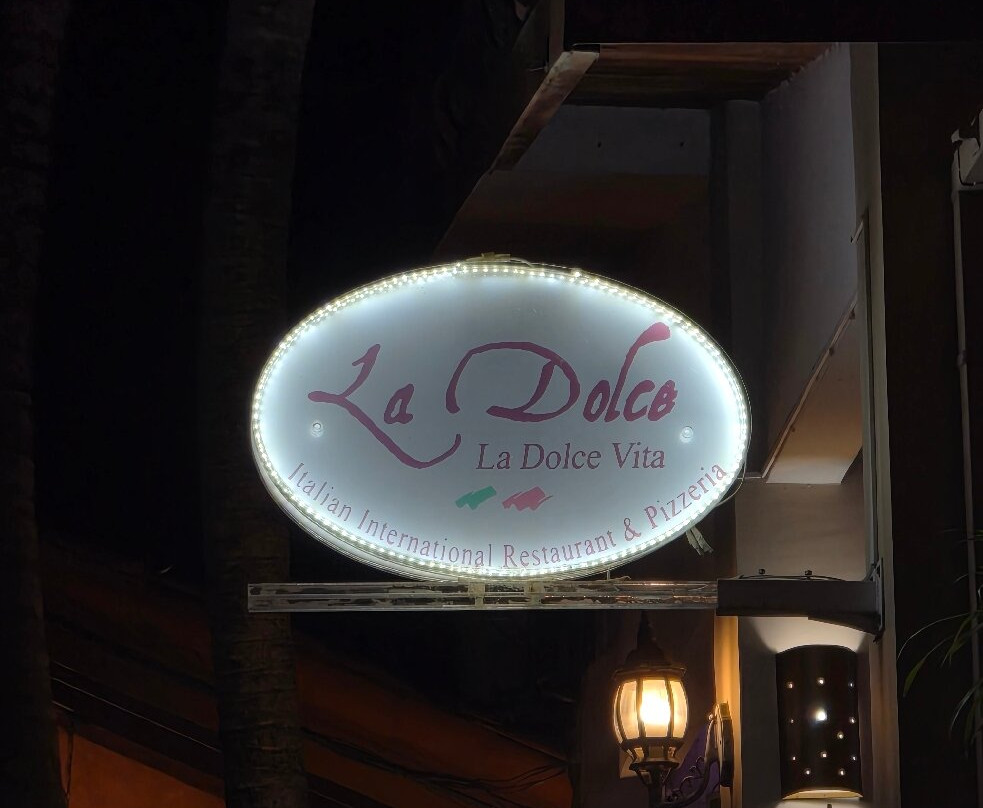 La Dolce
La Dolce Vita
Italian International Restaurant & Pizzeria